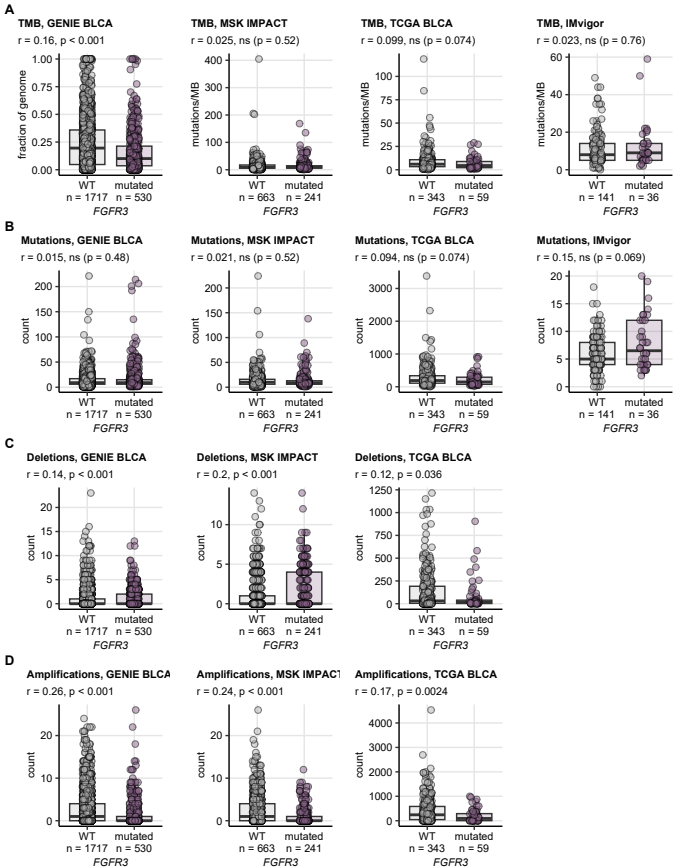 A
TMB, GENIE BLCA
r = 0.16, p < 0.001
fraction of genome
1.00
0.75
0.50
0.25
0.00
WT
n = 1717
mutated
n = 530
FGFR3
TMB, MSK IMPACT
r = 0.025, ns (p = 0.52)
mutations/MB
400
300
200
100
0
WT
n = 663
mutated
n = 241
FGFR3
TMB, TCGA BLCA
r = 0.099, ns (p = 0.074)
mutations/MB
100
75
50
25
0
WT
n = 343
mutated
n = 59
FGFR3
TMB, IMvigor
r = 0.023, ns (p = 0.76)
mutations/MB
60
40
20
0
WT
n = 141
mutated
n = 36
FGFR3
B
Mutations, GENIE BLCA
r = 0.015, ns (p = 0.48)
count
200
150
100
50
0
WT
n = 1717
mutated
n = 530
FGFR3
Mutations, MSK IMPACT
r = 0.021, ns (p = 0.52)
count
200
150
100
50
0
WT
n = 663
mutated
n = 241
FGFR3
Mutations, TCGA BLCA
r = 0.094, ns (p = 0.074)
count
3000
2000
1000
0
WT
n = 343
mutated
n = 59
FGFR3
Mutations, IMvigor
r = 0.15, ns (p = 0.069)
count
20
15
10
5
0
WT
n = 141
mutated
n = 36
FGFR3
C
Deletions, GENIE BLCA
r = 0.14, p < 0.001
count
20
15
10
5
0
WT
n = 1717
mutated
n = 530
FGFR3
Deletions, MSK IMPACT
r = 0.2, p < 0.001
count
10
5
0
WT
n = 663
mutated
n = 241
FGFR3
Deletions, TCGA BLCA
r = 0.12, p = 0.036
count
1250
1000
750
500
250
0
WT
n = 343
mutated
n = 59
FGFR3
D
Amplifications, GENIE BLCA
r = 0.26, p < 0.001
count
20
10
0
WT
n = 1717
mutated
n = 530
FGFR3
Amplifications, MSK IMPACT
r = 0.24, p < 0.001
count
20
10
0
WT
n = 663
mutated
n = 241
FGFR3
Amplifications, TCGA BLCA
r = 0.17, p = 0.0024
count
4000
3000
2000
1000
0
WT
n = 343
mutated
n = 59
FGFR3